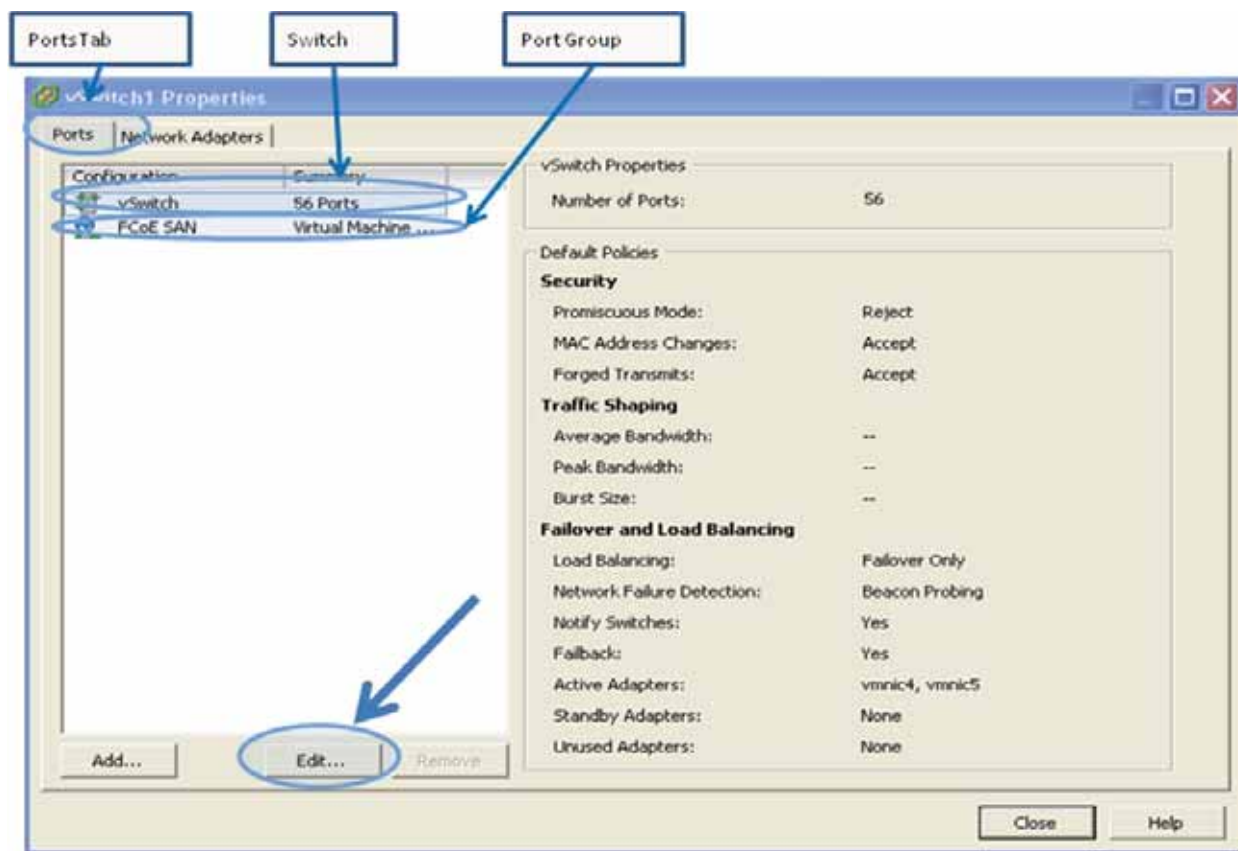 Ports Tab
Switch
Port Group
vSwitch1 Properties
Ports
Network Adapters
Configuration Summary
vSwitch 56 Ports
FCoE SAN Virtual Machine ...
vSwitch Properties
Number of Ports: 56
Default Policies
Security
Promiscuous Mode: Reject
MAC Address Changes: Accept
Forged Transmits: Accept
Traffic Shaping
Average Bandwidth: --
Peak Bandwidth: --
Burst Size: --
Failover and Load Balancing
Load Balancing: Failover Only
Network Failure Detection: Beacon Probing
Notify Switches: Yes
Failback: Yes
Active Adapters: vmnic4, vmnic5
Standby Adapters: None
Unused Adapters: None
Add... Edit... Remove
Close Help